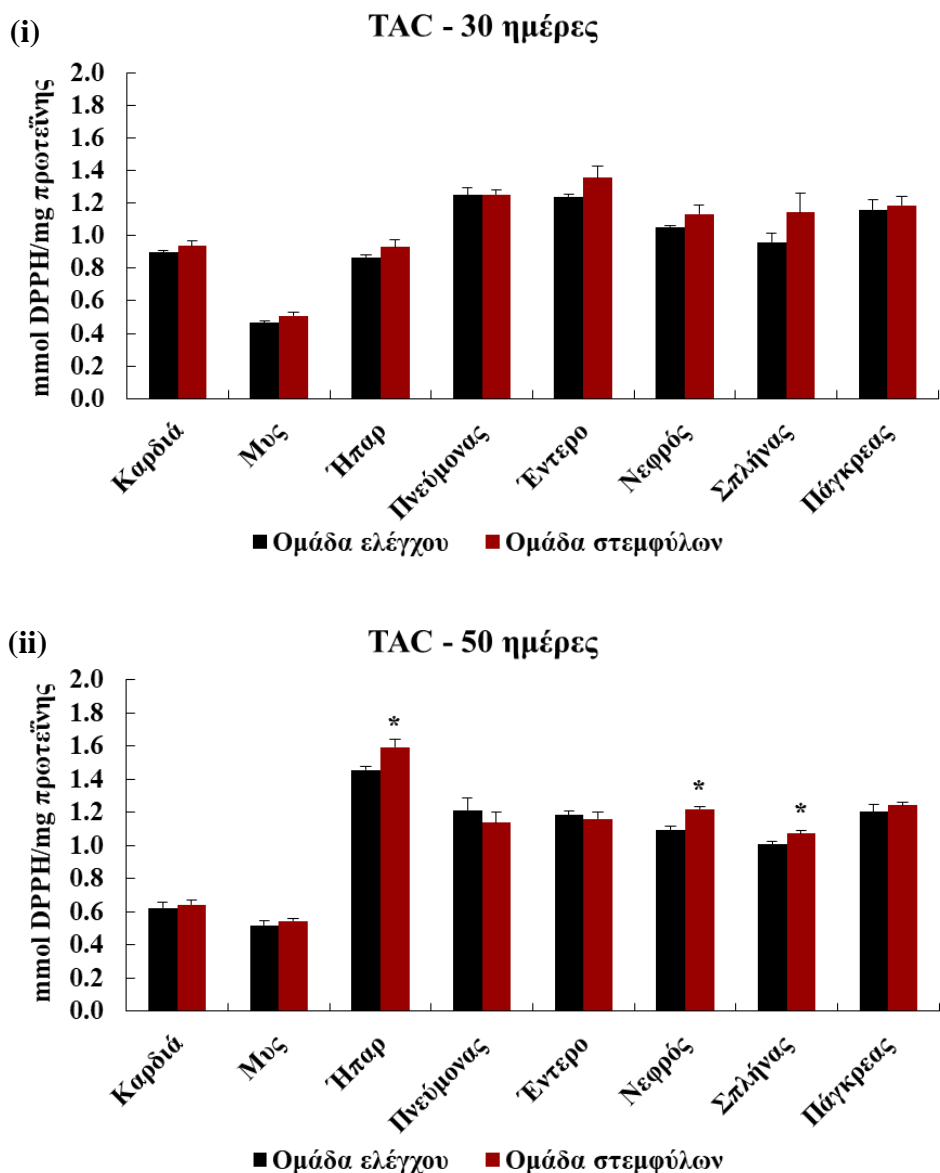 (i)
TAC - 30 ημέρες
mmol DPPH/mg πρωτεΐνης
2.0
1.8
1.6
1.4
1.2
1.0
0.8
0.6
0.4
0.2
0.0
Καρδιά
Μυς
Ήπαρ
Πνεύμονας
Έντερο
Νεφρός
Σπλήνας
Πάγκρεας
Ομάδα ελέγχου Ομάδα στεμφύλων
(ii)
TAC - 50 ημέρες
mmol DPPH/mg πρωτεΐνης
2.0
1.8
1.6
1.4
1.2
1.0
0.8
0.6
0.4
0.2
0.0
*
*
*
Καρδιά
Μυς
Ήπαρ
Πνεύμονας
Έντερο
Νεφρός
Σπλήνας
Πάγκρεας
Ομάδα ελέγχου Ομάδα στεμφύλων